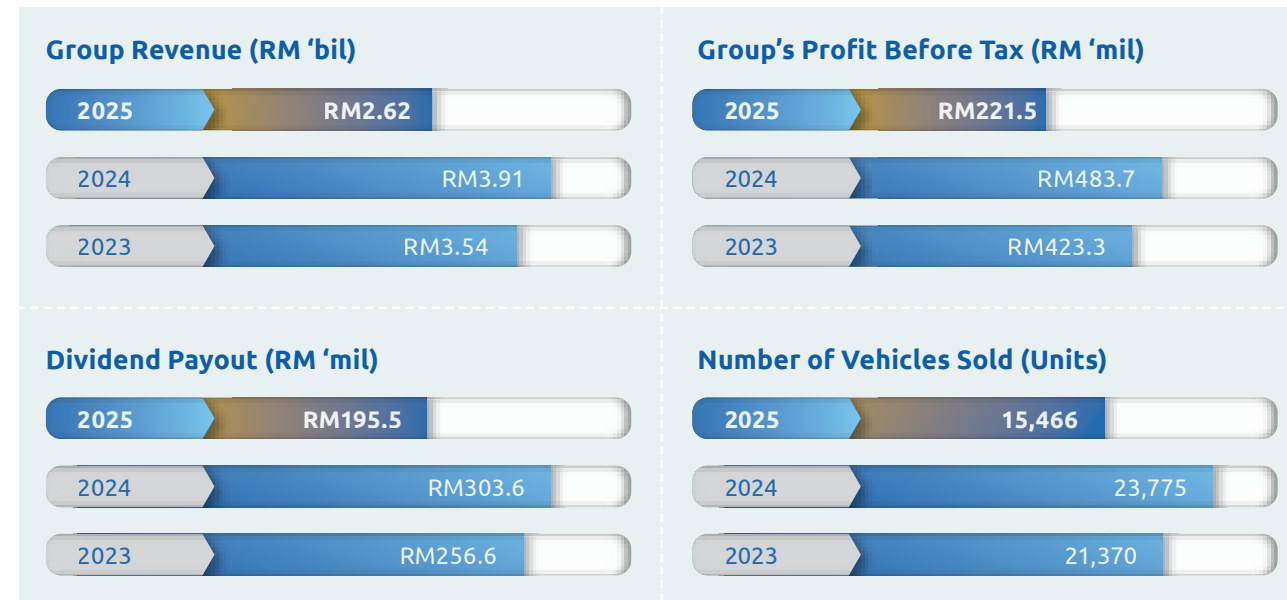 Group Revenue (RM ‘bil)
2025 RM2.62
2024 RM3.91
2023 RM3.54
Group’s Profit Before Tax (RM ‘mil)
2025 RM221.5
2024 RM483.7
2023 RM423.3
Dividend Payout (RM ‘mil)
2025 RM195.5
2024 RM303.6
2023 RM256.6
Number of Vehicles Sold (Units)
2025 15,466
2024 23,775
2023 21,370